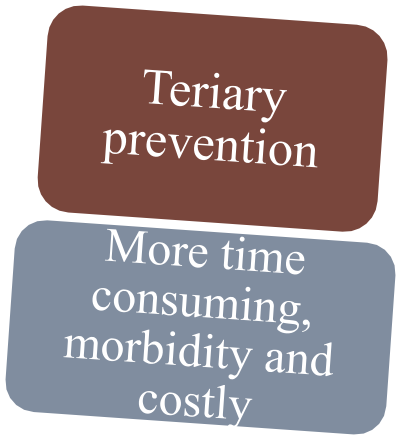 Teriary
prevention
More time
consuming,
morbidity and
costly